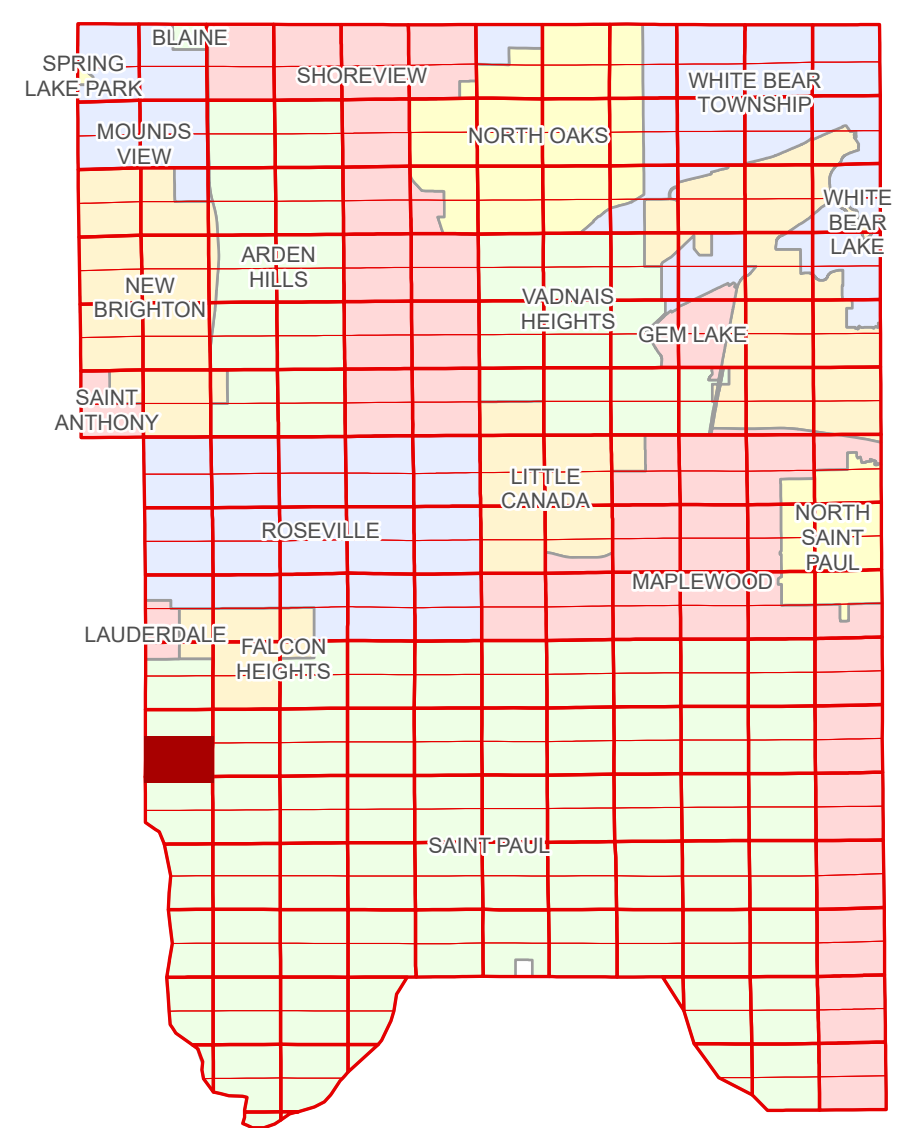 BLAINE
SPRING
LAKE PARK
SHOREVIEW
WHITE BEAR
TOWNSHIP
MOUNDS
VIEW
NORTH OAKS
WHITE
BEAR
LAKE
ARDEN
HILLS
NEW
BRIGHTON
VADNAIS
HEIGHTS
GEM LAKE
SAINT
ANTHONY
LITTLE
CANADA
NORTH
SAINT
PAUL
ROSEVILLE
MAPLEWOOD
LAUDERDALE
FALCON
HEIGHTS
SAINT PAUL